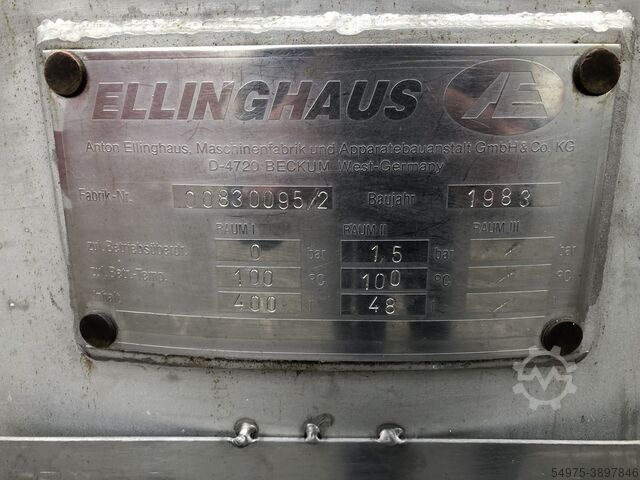 ELLINGHAUS AE
Anton Ellinghaus, Maschinenfabrik und Apparatebauanstalt GmbH & Co. KG
D-4720 BECKUM West-Germany
Fabrik-Nr. 00830095/2 Baujahr 1983
RAUM I RAUM II RAUM III
zul. Betriebsüberdr. 0 bar 1,5 bar / bar
zul. Betr.-Temp. 100 °C 100 °C / °C
Inhalt 400 l 48 l / l
54975-3897846